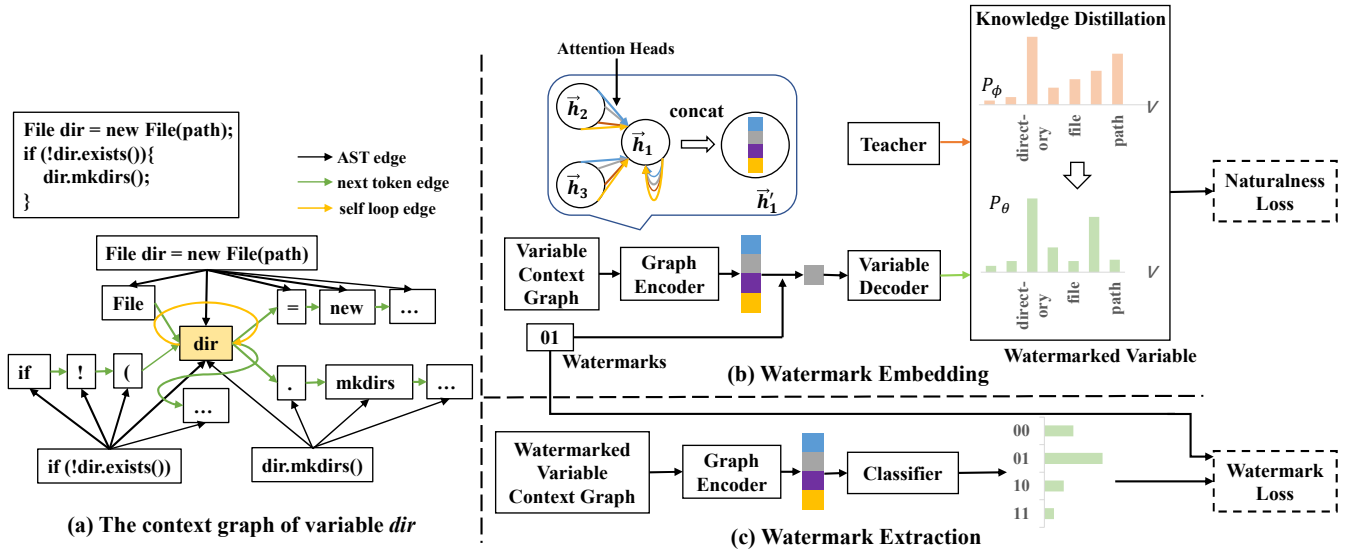 File dir = new File(path);
if (!dir.exists()){
dir.mkdirs();
}
AST edge
next token edge
self loop edge
File dir = new File(path)
File
=
new
...
dir
if
!
(
.
mkdirs
...
...
if (!dir.exists())
dir.mkdirs()
(a) The context graph of variable dir
Attention Heads
h₂
h₁
h₃
concat
h₁′
Variable
Context
Graph
Graph
Encoder
Variable
Decoder
01
Watermarks
Teacher
Knowledge Distillation
Pϕ
V
direct-
ory
file
path
Pθ
V
direct-
ory
file
path
Watermarked Variable
Naturalness
Loss
(b) Watermark Embedding
Watermarked
Variable
Context Graph
Graph
Encoder
Classifier
00
01
10
11
Watermark
Loss
(c) Watermark Extraction